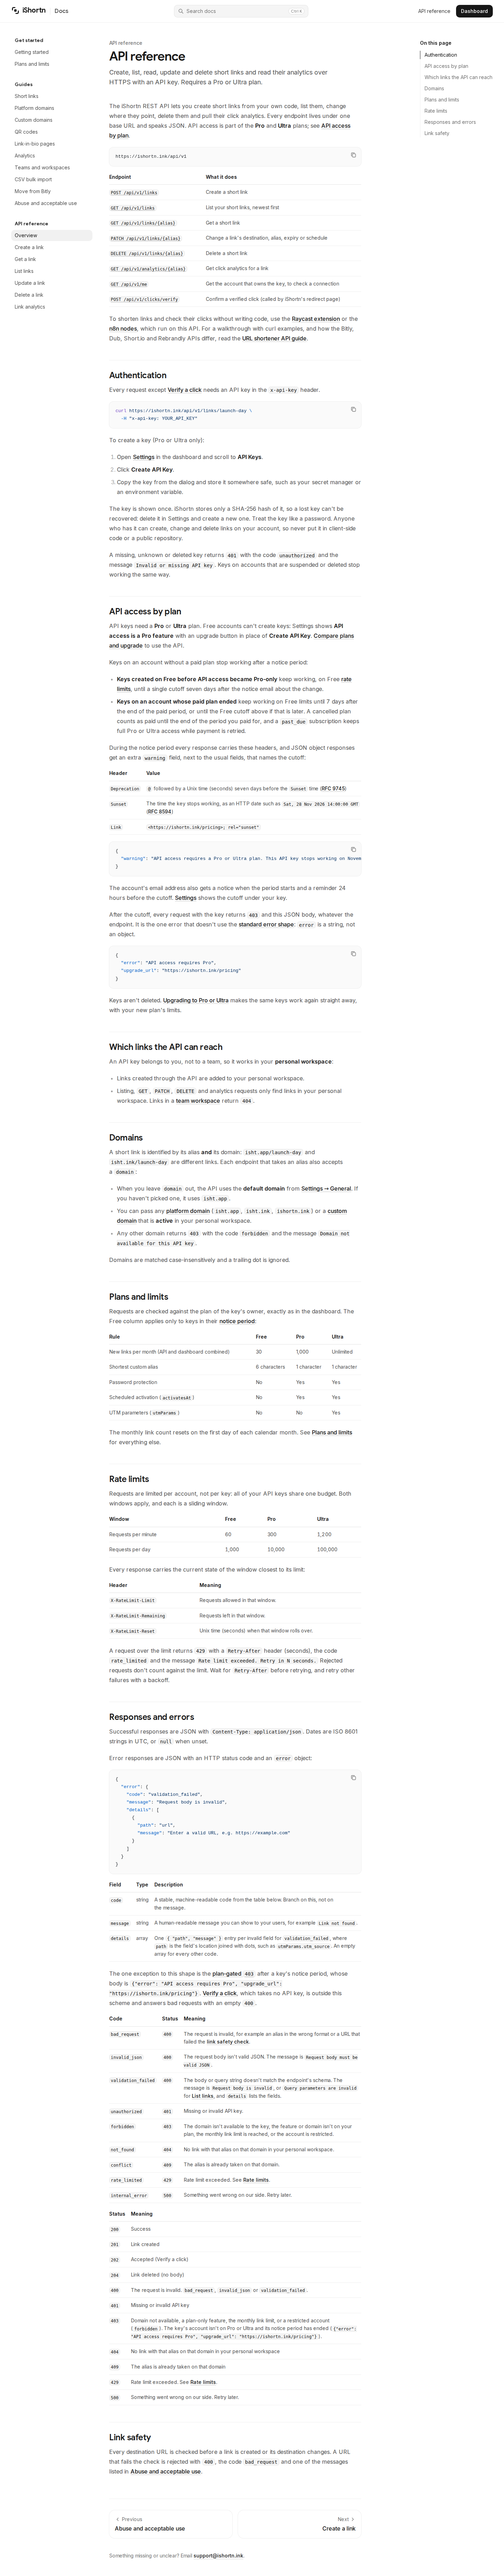 iShortn
Docs
Search docs
Ctrl K
API reference
Dashboard
Get started
Getting started
Plans and limits
Guides
Short links
Platform domains
Custom domains
QR codes
Link-in-bio pages
Analytics
Teams and workspaces
CSV bulk import
Move from Bitly
Abuse and acceptable use
API reference
Overview
Create a link
Get a link
List links
Update a link
Delete a link
Link analytics
On this page
Authentication
API access by plan
Which links the API can reach
Domains
Plans and limits
Rate limits
Responses and errors
Link safety
API reference
API reference
Create, list, read, update and delete short links and read their analytics over
HTTPS with an API key. Requires a Pro or Ultra plan.
The iShortn REST API lets you create short links from your own code, list them, change
where they point, delete them and pull their click analytics. Every endpoint lives under one
base URL and speaks JSON. API access is part of the Pro and Ultra plans; see API access
by plan.
https://ishortn.ink/api/v1
Endpoint What it does
POST /api/v1/links Create a short link
GET /api/v1/links List your short links, newest first
GET /api/v1/links/{alias} Get a short link
PATCH /api/v1/links/{alias} Change a link's destination, alias, expiry or schedule
DELETE /api/v1/links/{alias} Delete a short link
GET /api/v1/analytics/{alias} Get click analytics for a link
GET /api/v1/me Get the account that owns the key, to check a connection
POST /api/v1/clicks/verify Confirm a verified click (called by iShortn's redirect page)
To shorten links and check their clicks without writing code, use the Raycast extension or the
n8n nodes, which run on this API. For a walkthrough with curl examples, and how the Bitly,
Dub, Short.io and Rebrandly APIs differ, read the URL shortener API guide.
Authentication
Every request except Verify a click needs an API key in the x-api-key header.
curl https://ishortn.ink/api/v1/links/launch-day \
-H "x-api-key: YOUR_API_KEY"
To create a key (Pro or Ultra only):
1. Open Settings in the dashboard and scroll to API Keys.
2. Click Create API Key.
3. Copy the key from the dialog and store it somewhere safe, such as your secret manager or
an environment variable.
The key is shown once. iShortn stores only a SHA-256 hash of it, so a lost key can't be
recovered: delete it in Settings and create a new one. Treat the key like a password. Anyone
who has it can create, change and delete links on your account, so never put it in client-side
code or a public repository.
A missing, unknown or deleted key returns 401 with the code unauthorized and the
message Invalid or missing API key. Keys on accounts that are suspended or deleted stop
working the same way.
API access by plan
API keys need a Pro or Ultra plan. Free accounts can't create keys: Settings shows API
access is a Pro feature with an upgrade button in place of Create API Key. Compare plans
and upgrade to use the API.
Keys on an account without a paid plan stop working after a notice period:
• Keys created on Free before API access became Pro-only keep working, on Free rate
limits, until a single cutoff seven days after the notice email about the change.
• Keys on an account whose paid plan ended keep working on Free limits until 7 days after
the end of the paid period, or until the Free cutoff above if that is later. A cancelled plan
counts as paid until the end of the period you paid for, and a past_due subscription keeps
full Pro or Ultra access while payment is retried.
During the notice period every response carries these headers, and JSON object responses
get an extra warning field, next to the usual fields, that names the cutoff:
Header Value
Deprecation @ followed by a Unix time (seconds) seven days before the Sunset time (RFC 9745)
Sunset The time the key stops working, as an HTTP date such as Sat, 28 Nov 2026 14:00:00 GMT
(RFC 8594)
Link <https://ishortn.ink/pricing>; rel="sunset"
{
"warning": "API access requires a Pro or Ultra plan. This API key stops working on Novem
}
The account's email address also gets a notice when the period starts and a reminder 24
hours before the cutoff. Settings shows the cutoff under your key.
After the cutoff, every request with the key returns 403 and this JSON body, whatever the
endpoint. It is the one error that doesn't use the standard error shape: error is a string, not
an object.
{
"error": "API access requires Pro",
"upgrade_url": "https://ishortn.ink/pricing"
}
Keys aren't deleted. Upgrading to Pro or Ultra makes the same keys work again straight away,
with your new plan's limits.
Which links the API can reach
An API key belongs to you, not to a team, so it works in your personal workspace:
• Links created through the API are added to your personal workspace.
• Listing, GET, PATCH, DELETE and analytics requests only find links in your personal
workspace. Links in a team workspace return 404.
Domains
A short link is identified by its alias and its domain: isht.app/launch-day and
isht.ink/launch-day are different links. Each endpoint that takes an alias also accepts
a domain:
• When you leave domain out, the API uses the default domain from Settings → General. If
you haven't picked one, it uses isht.app.
• You can pass any platform domain (isht.app, isht.ink, ishortn.ink) or a custom
domain that is active in your personal workspace.
• Any other domain returns 403 with the code forbidden and the message Domain not
available for this API key.
Domains are matched case-insensitively and a trailing dot is ignored.
Plans and limits
Requests are checked against the plan of the key's owner, exactly as in the dashboard. The
Free column applies only to keys in their notice period:
Rule Free Pro Ultra
New links per month (API and dashboard combined) 30 1,000 Unlimited
Shortest custom alias 6 characters 1 character 1 character
Password protection No Yes Yes
Scheduled activation (activatesAt) No Yes Yes
UTM parameters (utmParams) No No Yes
The monthly link count resets on the first day of each calendar month. See Plans and limits
for everything else.
Rate limits
Requests are limited per account, not per key: all of your API keys share one budget. Both
windows apply, and each is a sliding window.
Window Free Pro Ultra
Requests per minute 60 300 1,200
Requests per day 1,000 10,000 100,000
Every response carries the current state of the window closest to its limit:
Header Meaning
X-RateLimit-Limit Requests allowed in that window.
X-RateLimit-Remaining Requests left in that window.
X-RateLimit-Reset Unix time (seconds) when that window rolls over.
A request over the limit returns 429 with a Retry-After header (seconds), the code
rate_limited and the message Rate limit exceeded. Retry in N seconds. Rejected
requests don't count against the limit. Wait for Retry-After before retrying, and retry other
failures with a backoff.
Responses and errors
Successful responses are JSON with Content-Type: application/json. Dates are ISO 8601
strings in UTC, or null when unset.
Error responses are JSON with an HTTP status code and an error object:
{
"error": {
"code": "validation_failed",
"message": "Request body is invalid",
"details": [
{
"path": "url",
"message": "Enter a valid URL, e.g. https://example.com"
}
]
}
}
Field Type Description
code string A stable, machine-readable code from the table below. Branch on this, not on
the message.
message string A human-readable message you can show to your users, for example Link not found.
details array One { "path", "message" } entry per invalid field for validation_failed, where
path is the field's location joined with dots, such as utmParams.utm_source. An empty
array for every other code.
The one exception to this shape is the plan-gated 403 after a key's notice period, whose
body is {"error": "API access requires Pro", "upgrade_url":
"https://ishortn.ink/pricing"}. Verify a click, which takes no API key, is outside this
scheme and answers bad requests with an empty 400.
Code Status Meaning
bad_request 400 The request is invalid, for example an alias in the wrong format or a URL that
failed the link safety check.
invalid_json 400 The request body isn't valid JSON. The message is Request body must be
valid JSON.
validation_failed 400 The body or query string doesn't match the endpoint's schema. The
message is Request body is invalid, or Query parameters are invalid
for List links, and details lists the fields.
unauthorized 401 Missing or invalid API key.
forbidden 403 The domain isn't available to the key, the feature or domain isn't on your
plan, the monthly link limit is reached, or the account is restricted.
not_found 404 No link with that alias on that domain in your personal workspace.
conflict 409 The alias is already taken on that domain.
rate_limited 429 Rate limit exceeded. See Rate limits.
internal_error 500 Something went wrong on our side. Retry later.
Status Meaning
200 Success
201 Link created
202 Accepted (Verify a click)
204 Link deleted (no body)
400 The request is invalid: bad_request, invalid_json or validation_failed.
401 Missing or invalid API key
403 Domain not available, a plan-only feature, the monthly link limit, or a restricted account
(forbidden). The key's account isn't on Pro or Ultra and its notice period has ended ({"error":
"API access requires Pro", "upgrade_url": "https://ishortn.ink/pricing"}).
404 No link with that alias on that domain in your personal workspace
409 The alias is already taken on that domain
429 Rate limit exceeded. See Rate limits.
500 Something went wrong on our side. Retry later.
Link safety
Every destination URL is checked before a link is created or its destination changes. A URL
that fails the check is rejected with 400, the code bad_request and one of the messages
listed in Abuse and acceptable use.
Previous
Abuse and acceptable use
Next
Create a link
Something missing or unclear? Email support@ishortn.ink.